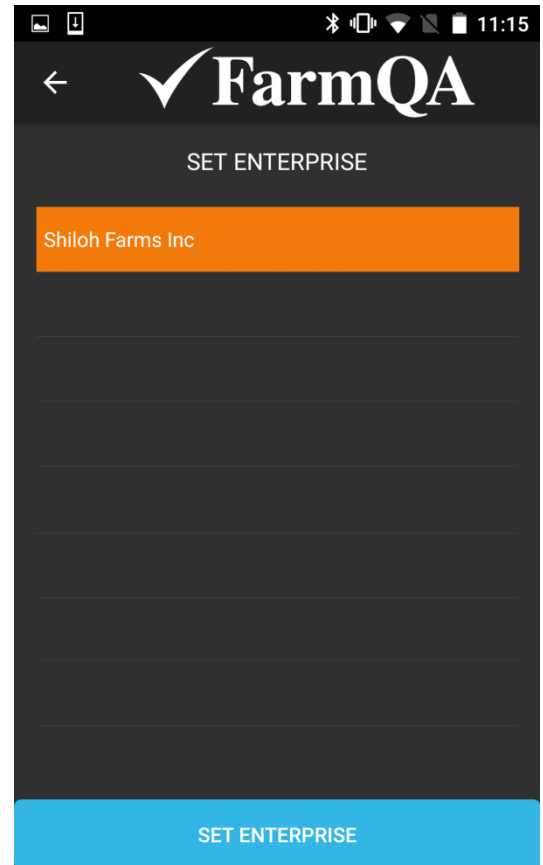 11:15
FarmQA
SET ENTERPRISE
Shiloh Farms Inc
SET ENTERPRISE